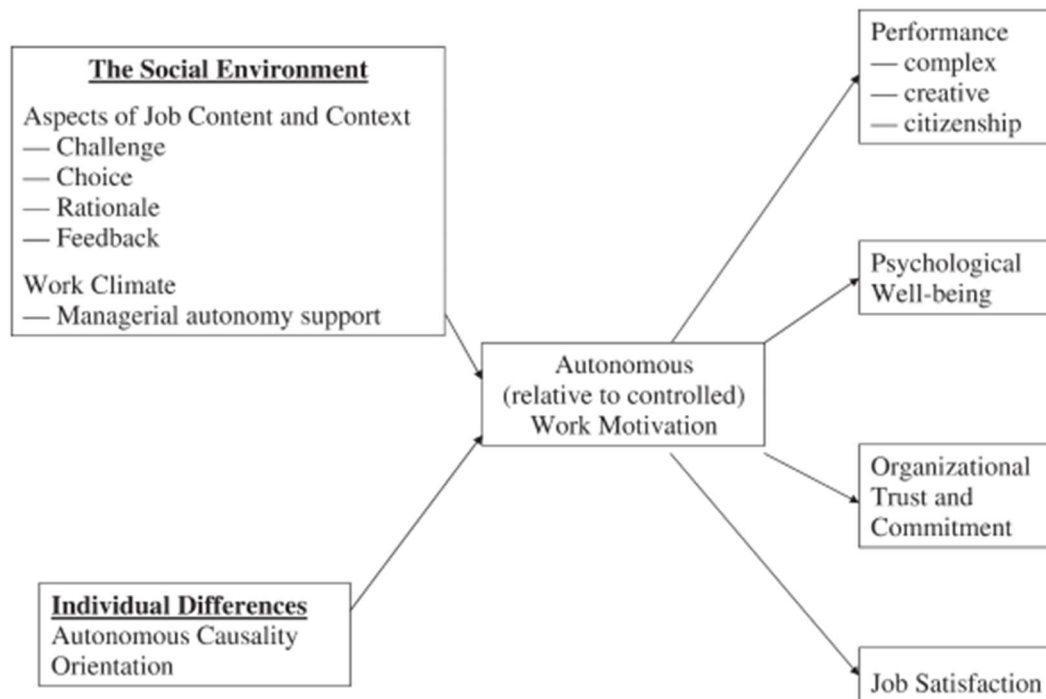 The Social Environment
Aspects of Job Content and Context
— Challenge
— Choice
— Rationale
— Feedback
Work Climate
— Managerial autonomy support
Individual Differences
Autonomous Causality
Orientation
Autonomous
(relative to controlled)
Work Motivation
Performance
— complex
— creative
— citizenship
Psychological
Well-being
Organizational
Trust and
Commitment
Job Satisfaction